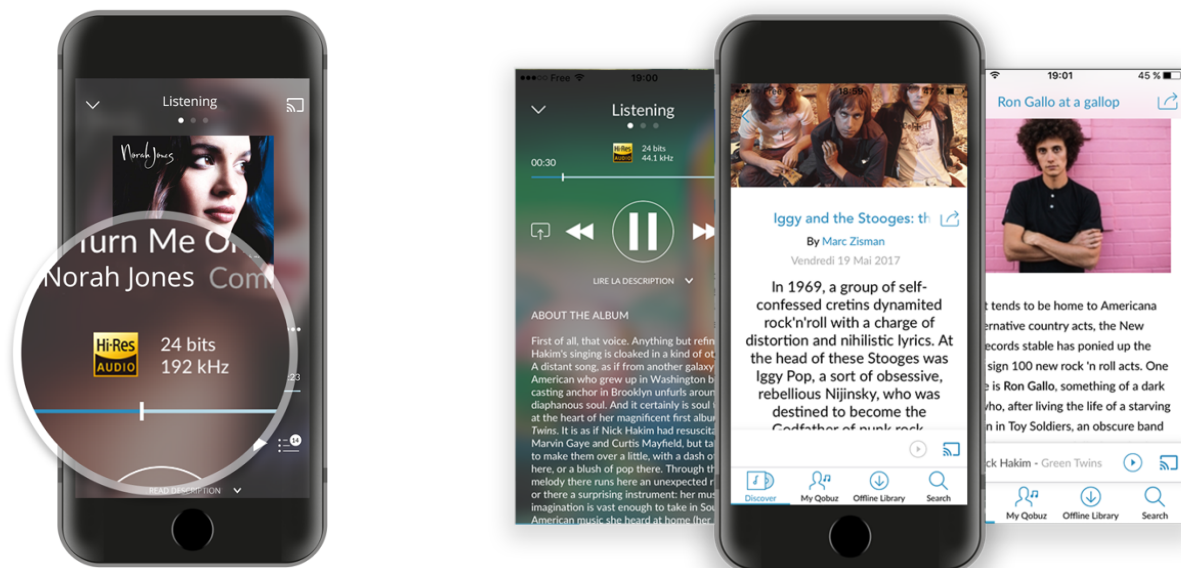 Listening
Norah Jones
Turn Me
Norah Jones Com
Hi-Res
AUDIO
24 bits
192 kHz
:23
14
READ DESCRIPTION
Free 19:00
Listening
00:30
Hi-Res
AUDIO
24 bits
44.1 kHz
LIRE LA DESCRIPTION
ABOUT THE ALBUM
First of all, that voice. Anything but refin
Hakim's singing is cloaked in a kind of ot
A distant song, as if from another galaxy
American who grew up in Washington b
casting anchor in Brooklyn unfurls aroun
diaphanous soul. And it certainly is soul
at the heart of her magnificent first albu
Twins. It is as if Nick Hakim had resuscita
Marvin Gaye and Curtis Mayfield, but ta
to make them over a little, with a dash o
here, or a blush of pop there. Through th
melody there runs here an unexpected r
or there a surprising instrument: her mus
imagination is vast enough to take in Sou
American music she heard at home (her
Free 18:59 47 %
Iggy and the Stooges: th
By Marc Zisman
Vendredi 19 Mai 2017
In 1969, a group of self-
confessed cretins dynamited
rock'n'roll with a charge of
distortion and nihilistic lyrics. At
the head of these Stooges was
Iggy Pop, a sort of obsessive,
rebellious Nijinsky, who was
destined to become the
Godfather of punk rock
Discover My Qobuz Offline Library Search
19:01 45 %
Ron Gallo at a gallop
t tends to be home to Americana
ernative country acts, the New
ecords stable has ponied up the
sign 100 new rock 'n roll acts. One
e is Ron Gallo, something of a dark
who, after living the life of a starving
n in Toy Soldiers, an obscure band
ck Hakim - Green Twins
My Qobuz Offline Library Search